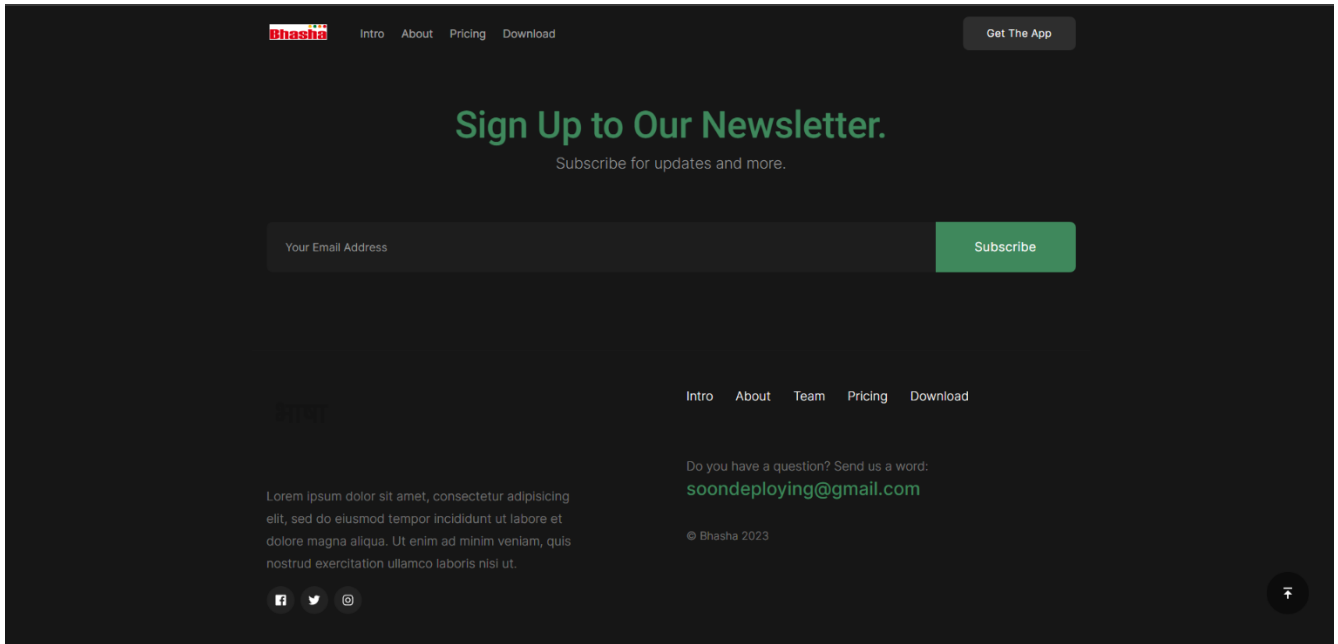 Bhasha
Intro About Pricing Download
Get The App
Sign Up to Our Newsletter.
Subscribe for updates and more.
Your Email Address
Subscribe
भाषा
Lorem ipsum dolor sit amet, consectetur adipisicing
elit, sed do eiusmod tempor incididunt ut labore et
dolore magna aliqua. Ut enim ad minim veniam, quis
nostrud exercitation ullamco laboris nisi ut.
Intro About Team Pricing Download
Do you have a question? Send us a word:
soondeploying@gmail.com
© Bhasha 2023